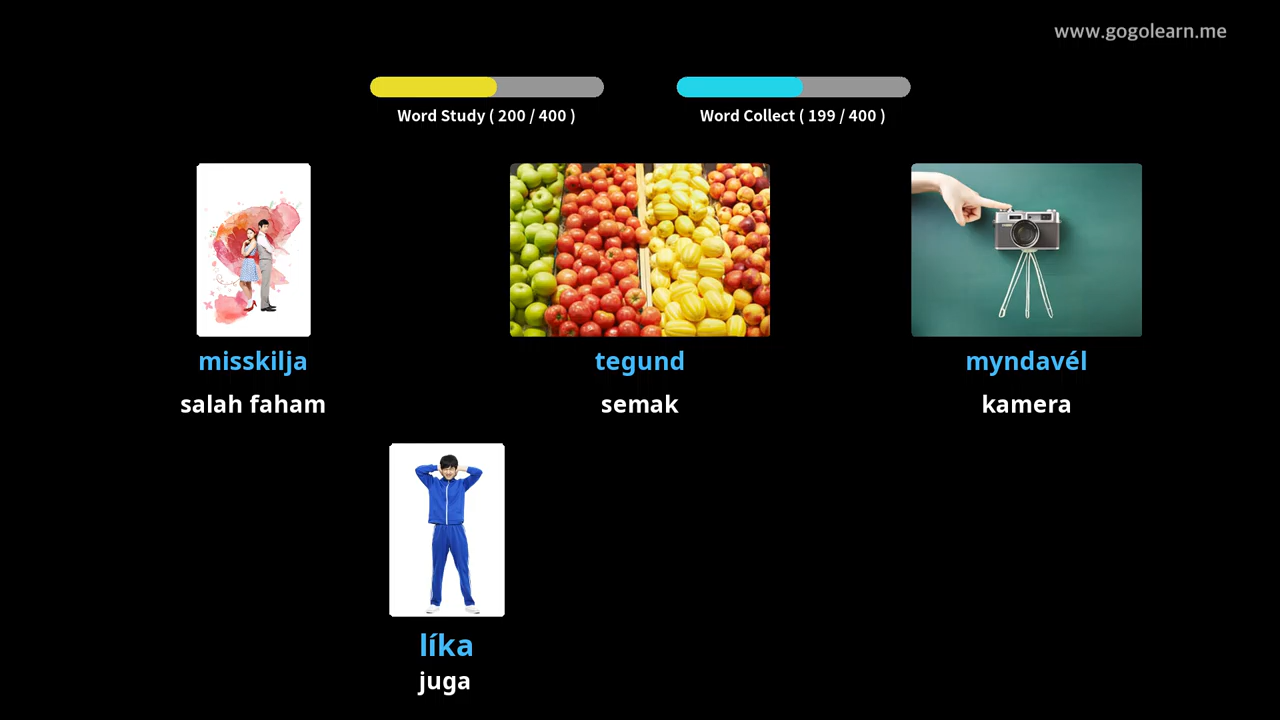 www.gogolearn.me
Word Study ( 200 / 400 )
Word Collect ( 199 / 400 )
misskilja
tegund
myndavél
salah faham
semak
kamera
líka
juga